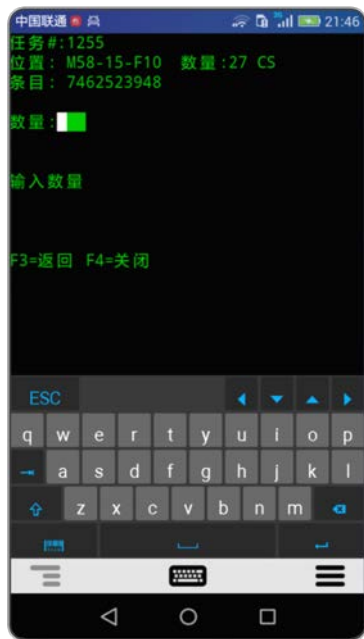 中国联通 21:46
任务#:1255
位置: M58-15-F10 数量:27 CS
条目: 7462523948
数量:
输入数量
F3=返回 F4=关闭
ESC
q w e r t y u i o p
a s d f g h j k l
z x c v b n m